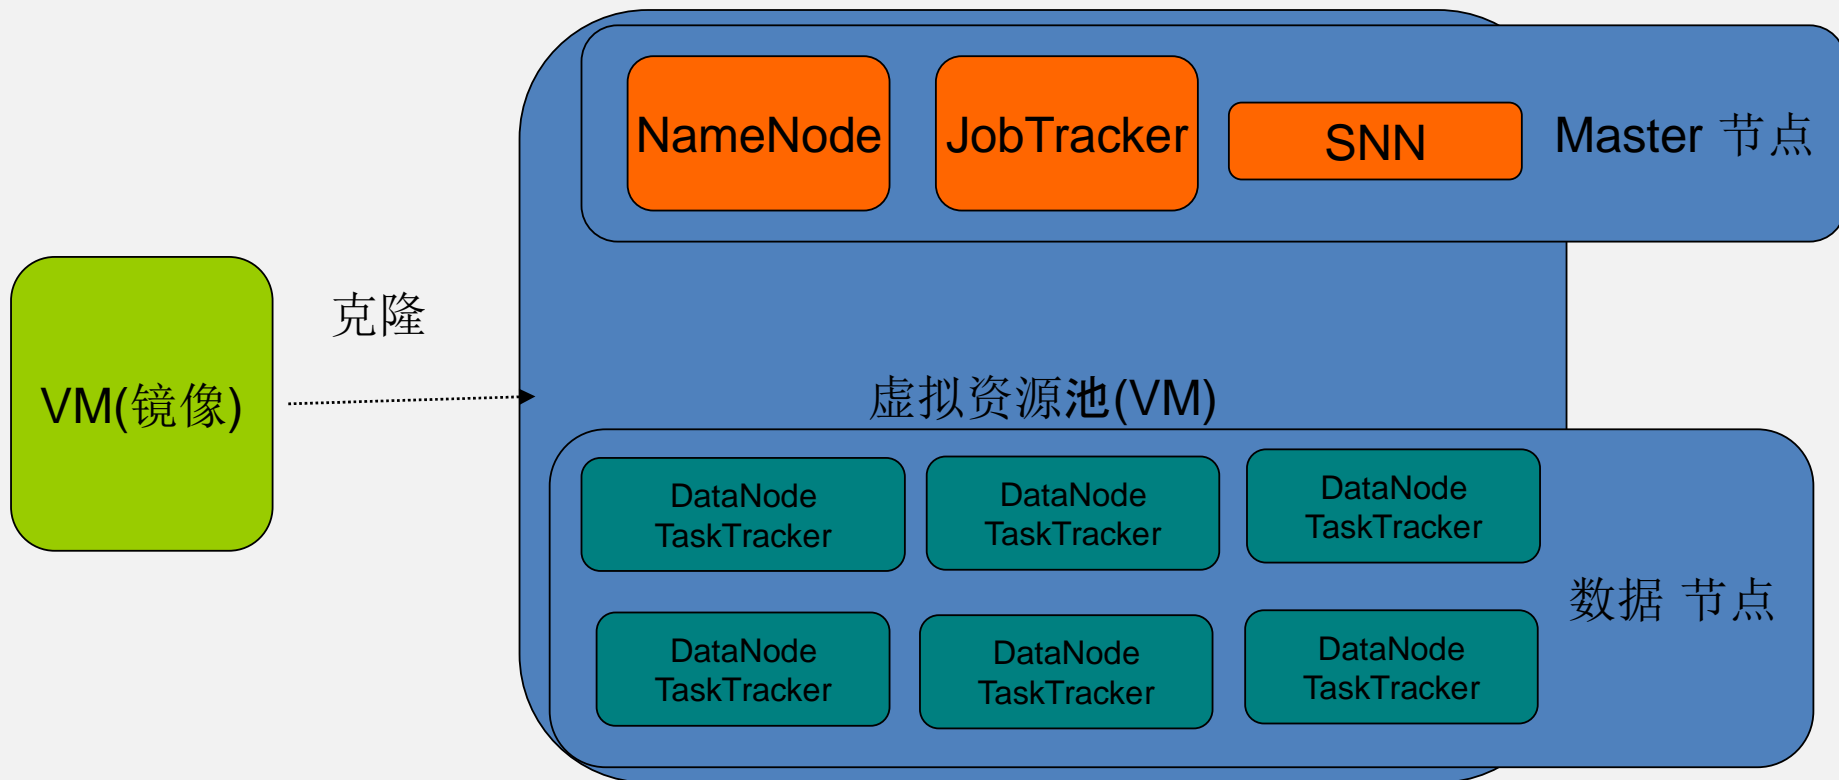 NameNode
JobTracker
SNN
Master 节点
克隆
VM(镜像)
虚拟资源池(VM)
DataNode
TaskTracker
DataNode
TaskTracker
DataNode
TaskTracker
数据 节点
DataNode
TaskTracker
DataNode
TaskTracker
DataNode
TaskTracker